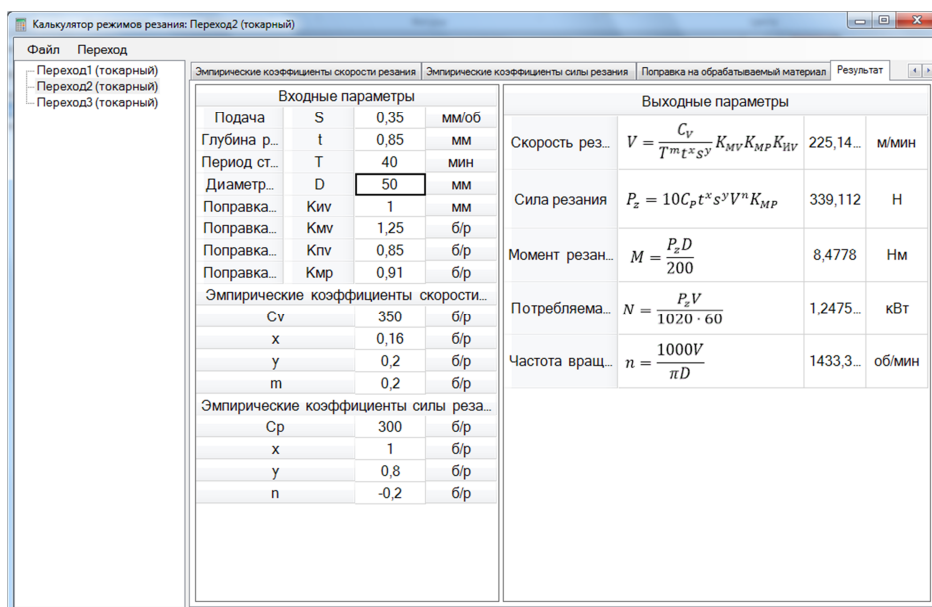 Калькулятор режимов резания: Переход2 (токарный)
Файл Переход
Переход1 (токарный)
Переход2 (токарный)
Переход3 (токарный)
Эмпирические коэффициенты скорости резания Эмпирические коэффициенты силы резания Поправка на обрабатываемый материал Результат
Входные параметры
Подача S 0,35 мм/об
Глубина р... t 0,85 мм
Период ст... T 40 мин
Диаметр... D 50 мм
Поправка... Kиv 1 мм
Поправка... Kмv 1,25 б/р
Поправка... Kпv 0,85 б/р
Поправка... Kмр 0,91 б/р
Эмпирические коэффициенты скорости...
Cv 350 б/р
x 0,16 б/р
y 0,2 б/р
m 0,2 б/р
Эмпирические коэффициенты силы реза...
Cp 300 б/р
x 1 б/р
y 0,8 б/р
n -0,2 б/р
Выходные параметры
Скорость рез... V = C_V / T^m t^x s^y K_MV K_MP K_ИV 225,14... м/мин
Сила резания P_z = 10C_P t^x s^y V^n K_MP 339,112 Н
Момент резан... M = P_z D / 200 8,4778 Нм
Потребляема... N = P_z V / 1020 · 60 1,2475... кВт
Частота вращ... n = 1000V / πD 1433,3... об/мин